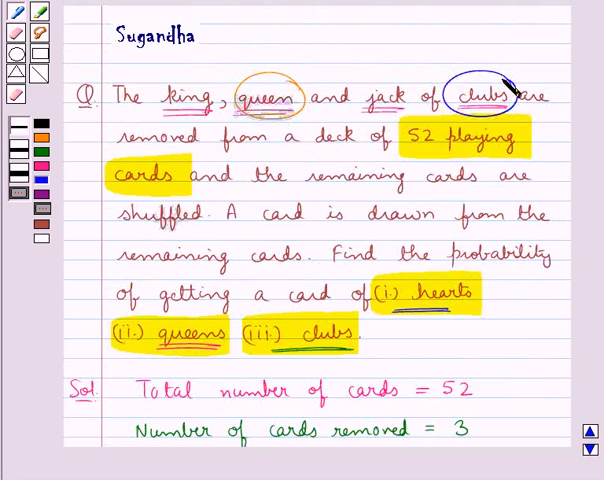 Sugandha
Q. The king, queen and jack of clubs are
removed from a deck of 52 playing
cards and the remaining cards are
shuffled. A card is drawn from the
remaining cards. Find the probability
of getting a card of (i.) hearts
(ii.) queens (iii.) clubs.
Sol. Total number of cards = 52
Number of cards removed = 3